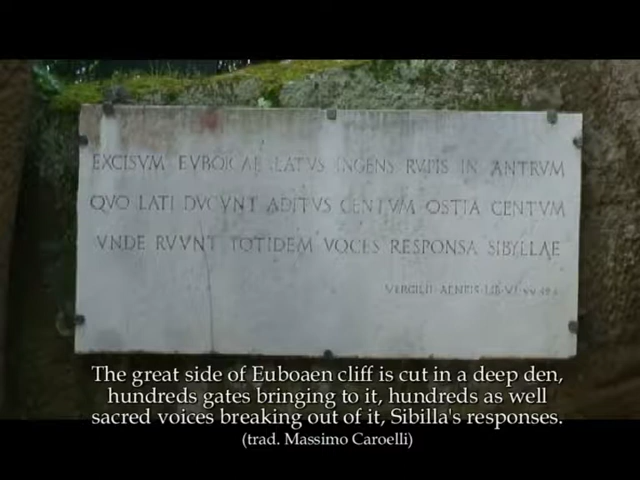 EXCISVM EVBOICAE LATVS INGENS RVPIS IN ANTRVM
QVO LATI DVCVNT ADITVS CENTVM OSTIA CENTVM
VNDE RVVNT TOTIDEM VOCES RESPONSA SIBYLLAE
VERGILII AENEIS LIB VI
The great side of Euboaen cliff is cut in a deep den,
hundreds gates bringing to it, hundreds as well
sacred voices breaking out of it, Sibilla's responses.
(trad. Massimo Caroelli)